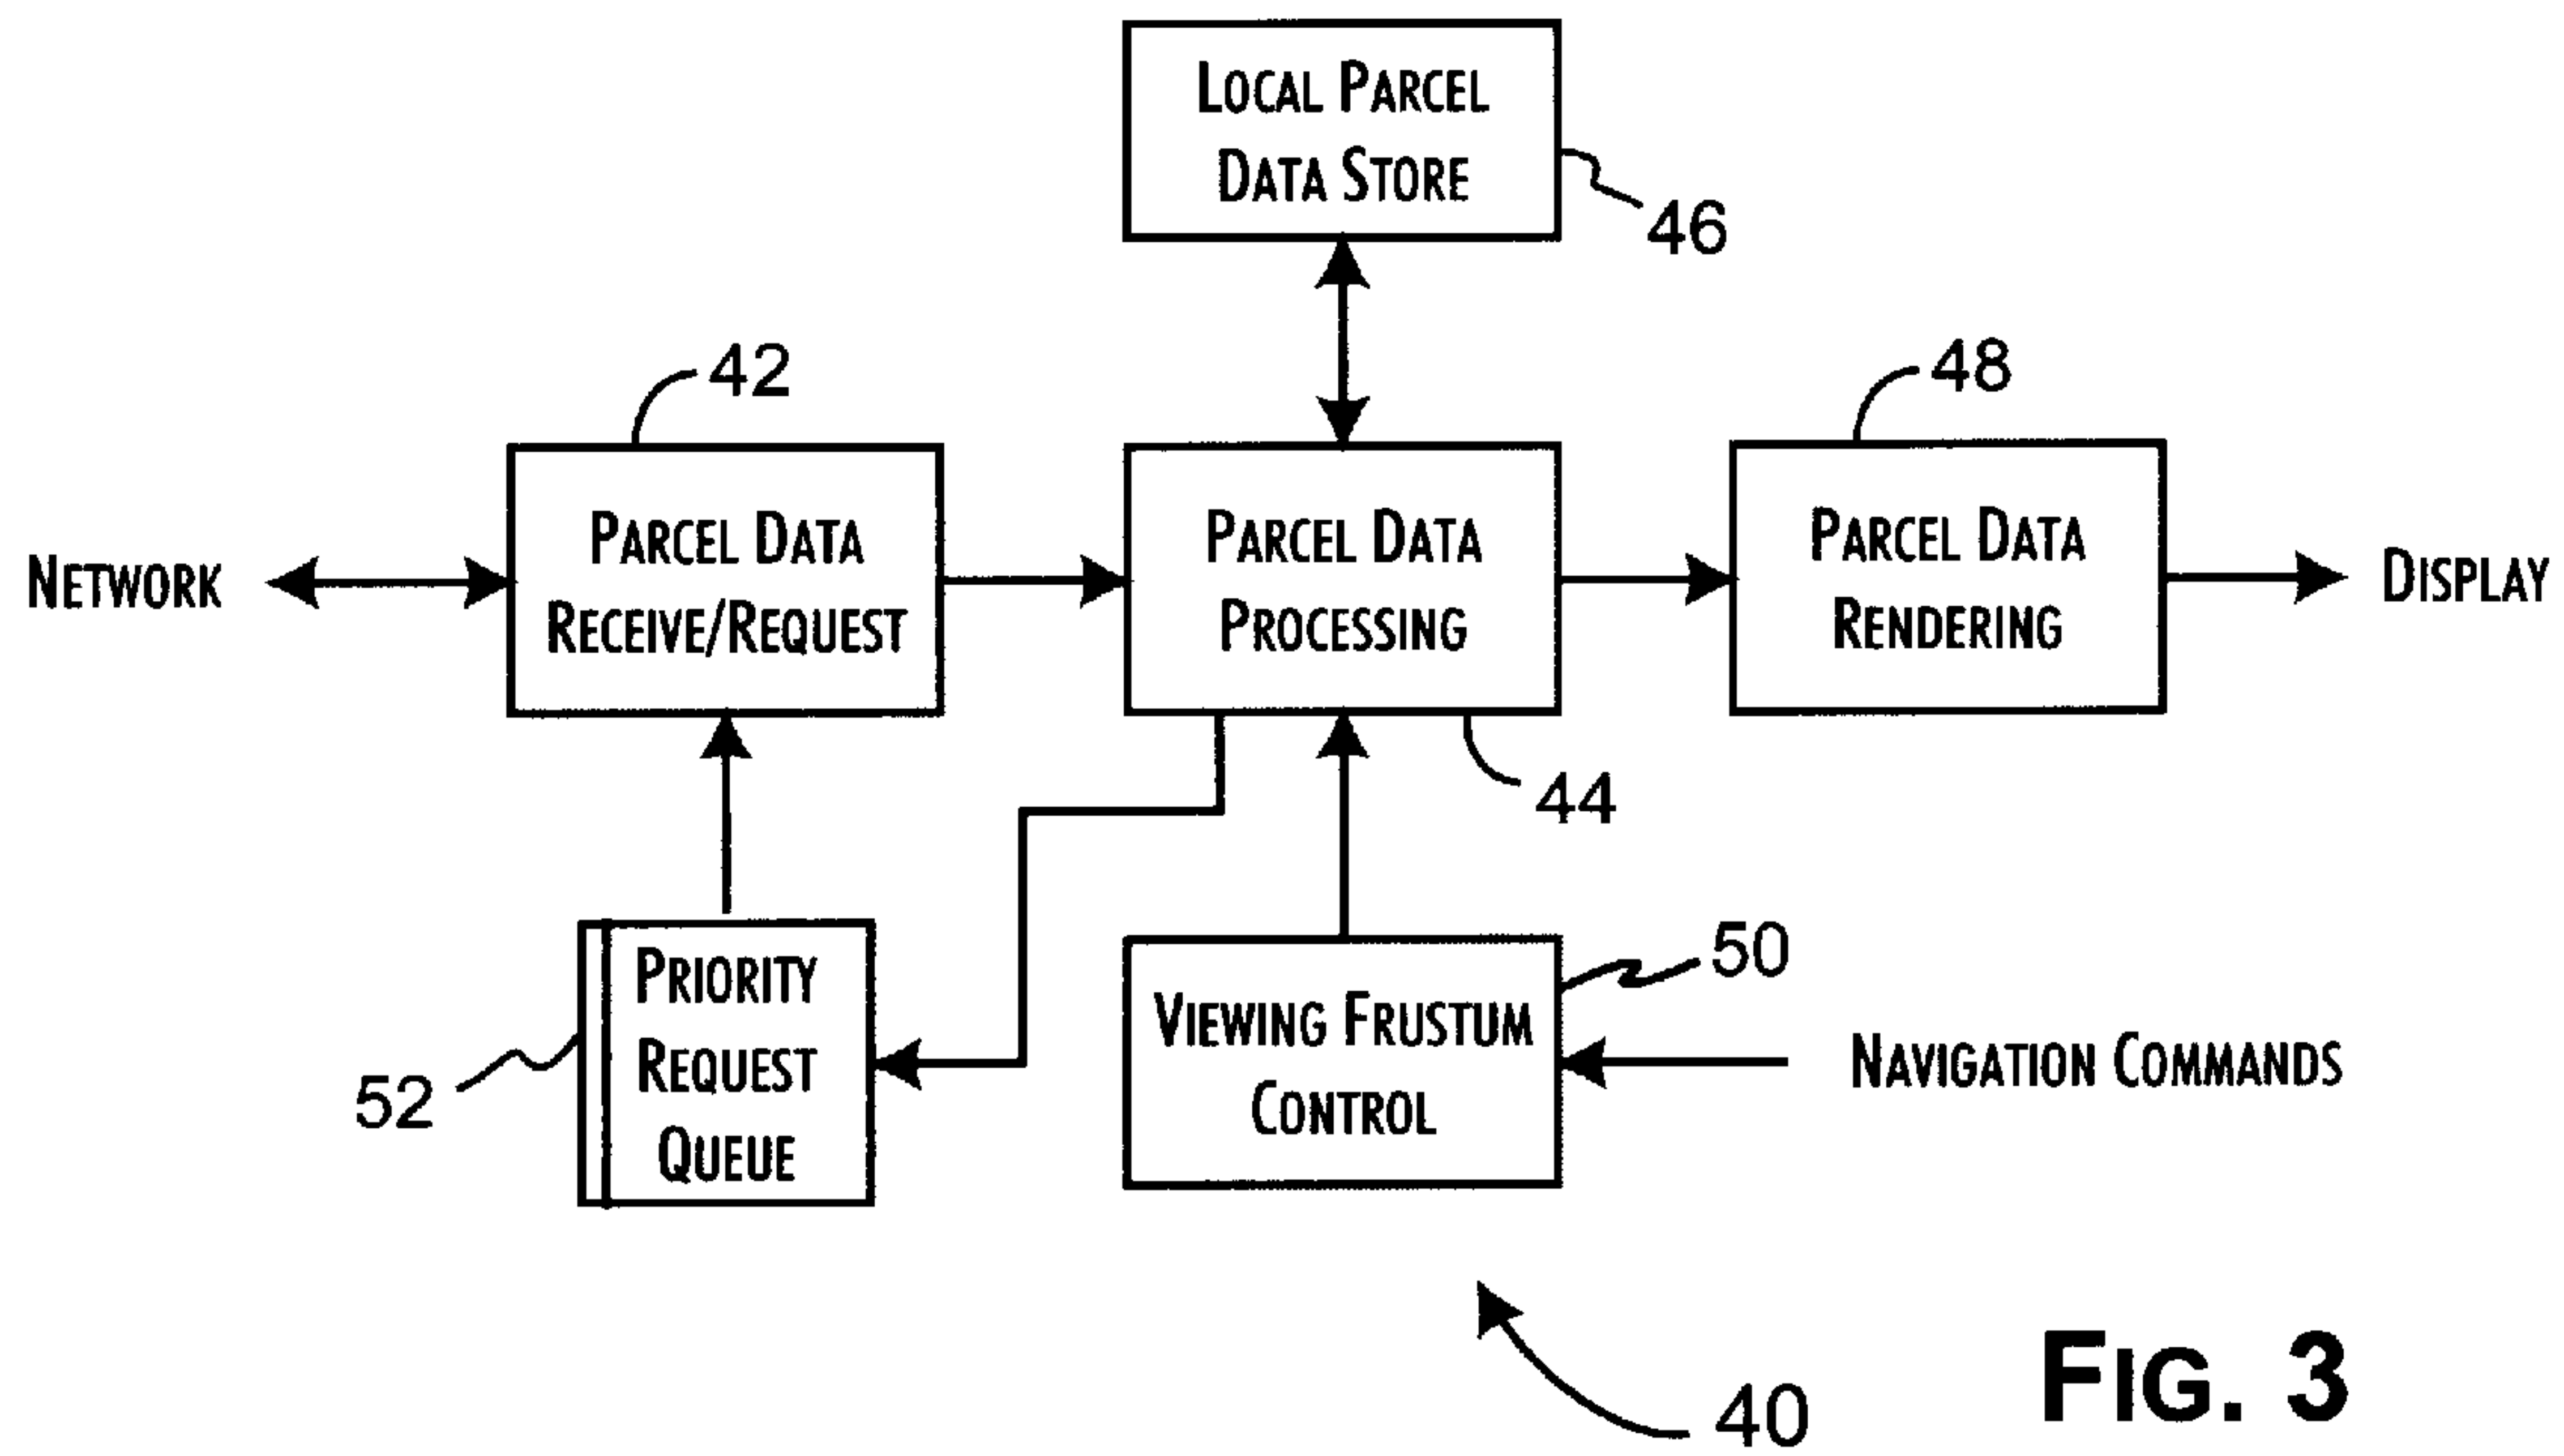 LOCAL PARCEL
DATA STORE
46
42
48
NETWORK
PARCEL DATA
RECEIVE/REQUEST
PARCEL DATA
PROCESSING
PARCEL DATA
RENDERING
DISPLAY
44
PRIORITY
REQUEST
QUEUE
52
VIEWING FRUSTUM
CONTROL
50
NAVIGATION COMMANDS
40
FIG. 3